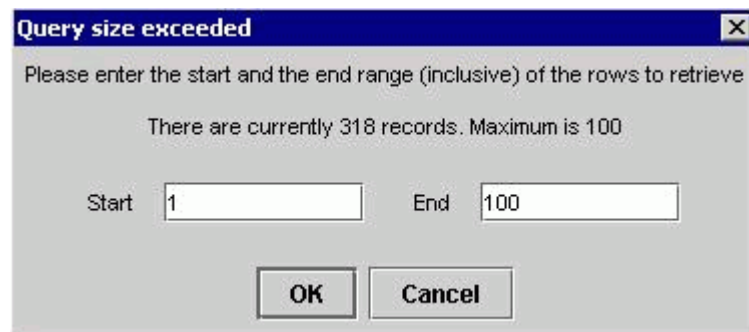 Query size exceeded
Please enter the start and the end range (inclusive) of the rows to retrieve
There are currently 318 records. Maximum is 100
Start 1 End 100
OK Cancel